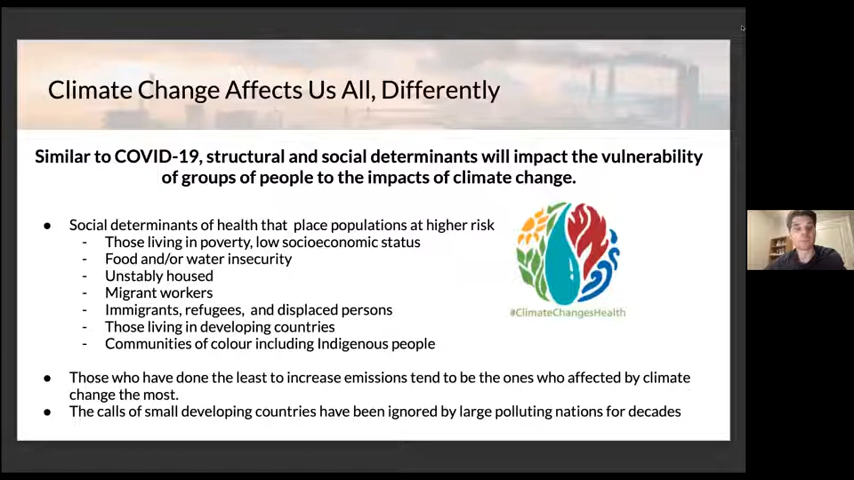 Climate Change Affects Us All, Differently
Similar to COVID-19, structural and social determinants will impact the vulnerability
of groups of people to the impacts of climate change.
● Social determinants of health that place populations at higher risk
- Those living in poverty, low socioeconomic status
- Food and/or water insecurity
- Unstably housed
- Migrant workers
- Immigrants, refugees, and displaced persons
- Those living in developing countries
- Communities of colour including Indigenous people
#ClimateChangesHealth
● Those who have done the least to increase emissions tend to be the ones who affected by climate
change the most.
● The calls of small developing countries have been ignored by large polluting nations for decades